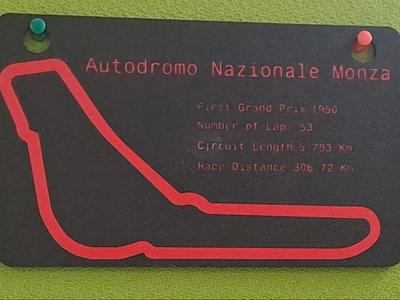 Autodromo Nazionale Monza
First Grand Prix 1950
Number of Lap 53
Circuit Length 5.793 Km
Race Distance 306.72 Km